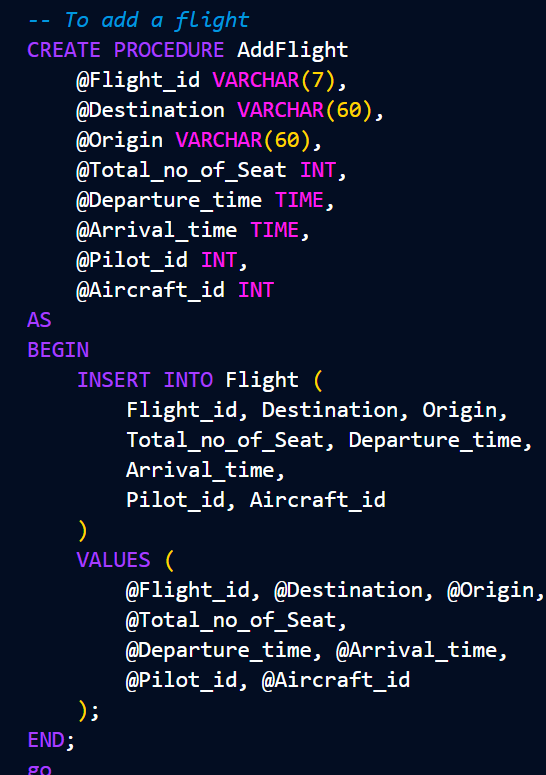 -- To add a flight
CREATE PROCEDURE AddFlight
    @Flight_id VARCHAR(7),
    @Destination VARCHAR(60),
    @Origin VARCHAR(60),
    @Total_no_of_Seat INT,
    @Departure_time TIME,
    @Arrival_time TIME,
    @Pilot_id INT,
    @Aircraft_id INT
AS
BEGIN
    INSERT INTO Flight (
        Flight_id, Destination, Origin,
        Total_no_of_Seat, Departure_time,
        Arrival_time,
        Pilot_id, Aircraft_id
    )
    VALUES (
        @Flight_id, @Destination, @Origin,
        @Total_no_of_Seat,
        @Departure_time, @Arrival_time,
        @Pilot_id, @Aircraft_id
    );
END;
go